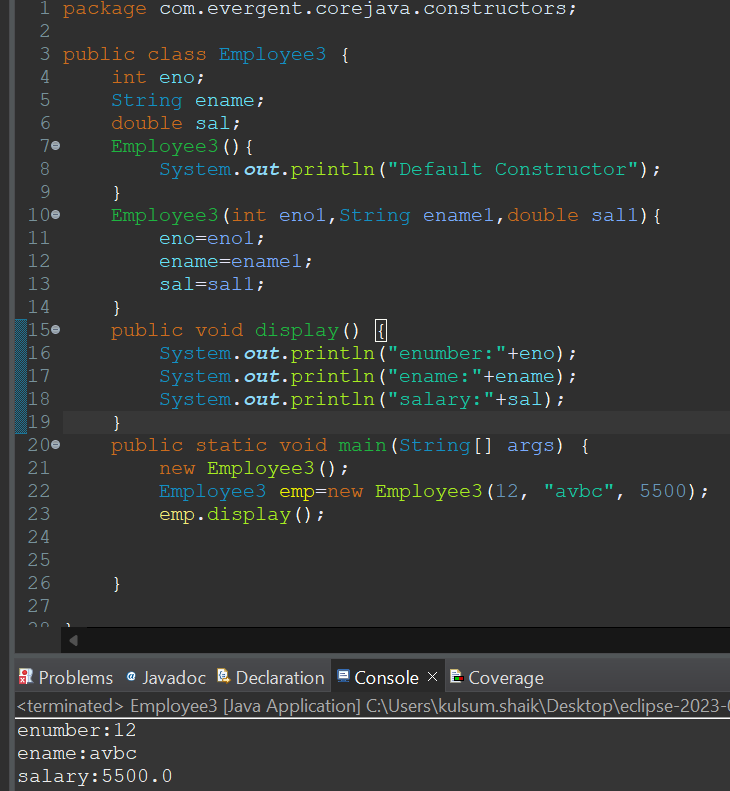 1 package com.evergent.corejava.constructors;
2
3 public class Employee3 {
4     int eno;
5     String ename;
6     double sal;
7     Employee3(){
8         System.out.println("Default Constructor");
9     }
10     Employee3(int eno1,String ename1,double sal1){
11         eno=eno1;
12         ename=ename1;
13         sal=sal1;
14     }
15     public void display() {
16         System.out.println("enumber:"+eno);
17         System.out.println("ename:"+ename);
18         System.out.println("salary:"+sal);
19     }
20     public static void main(String[] args) {
21         new Employee3();
22         Employee3 emp=new Employee3(12, "avbc", 5500);
23         emp.display();
24
25
26     }
27
28 }
Problems Javadoc Declaration Console Coverage
<terminated> Employee3 [Java Application] C:\Users\kulsum.shaik\Desktop\eclipse-2023-
enumber:12
ename:avbc
salary:5500.0